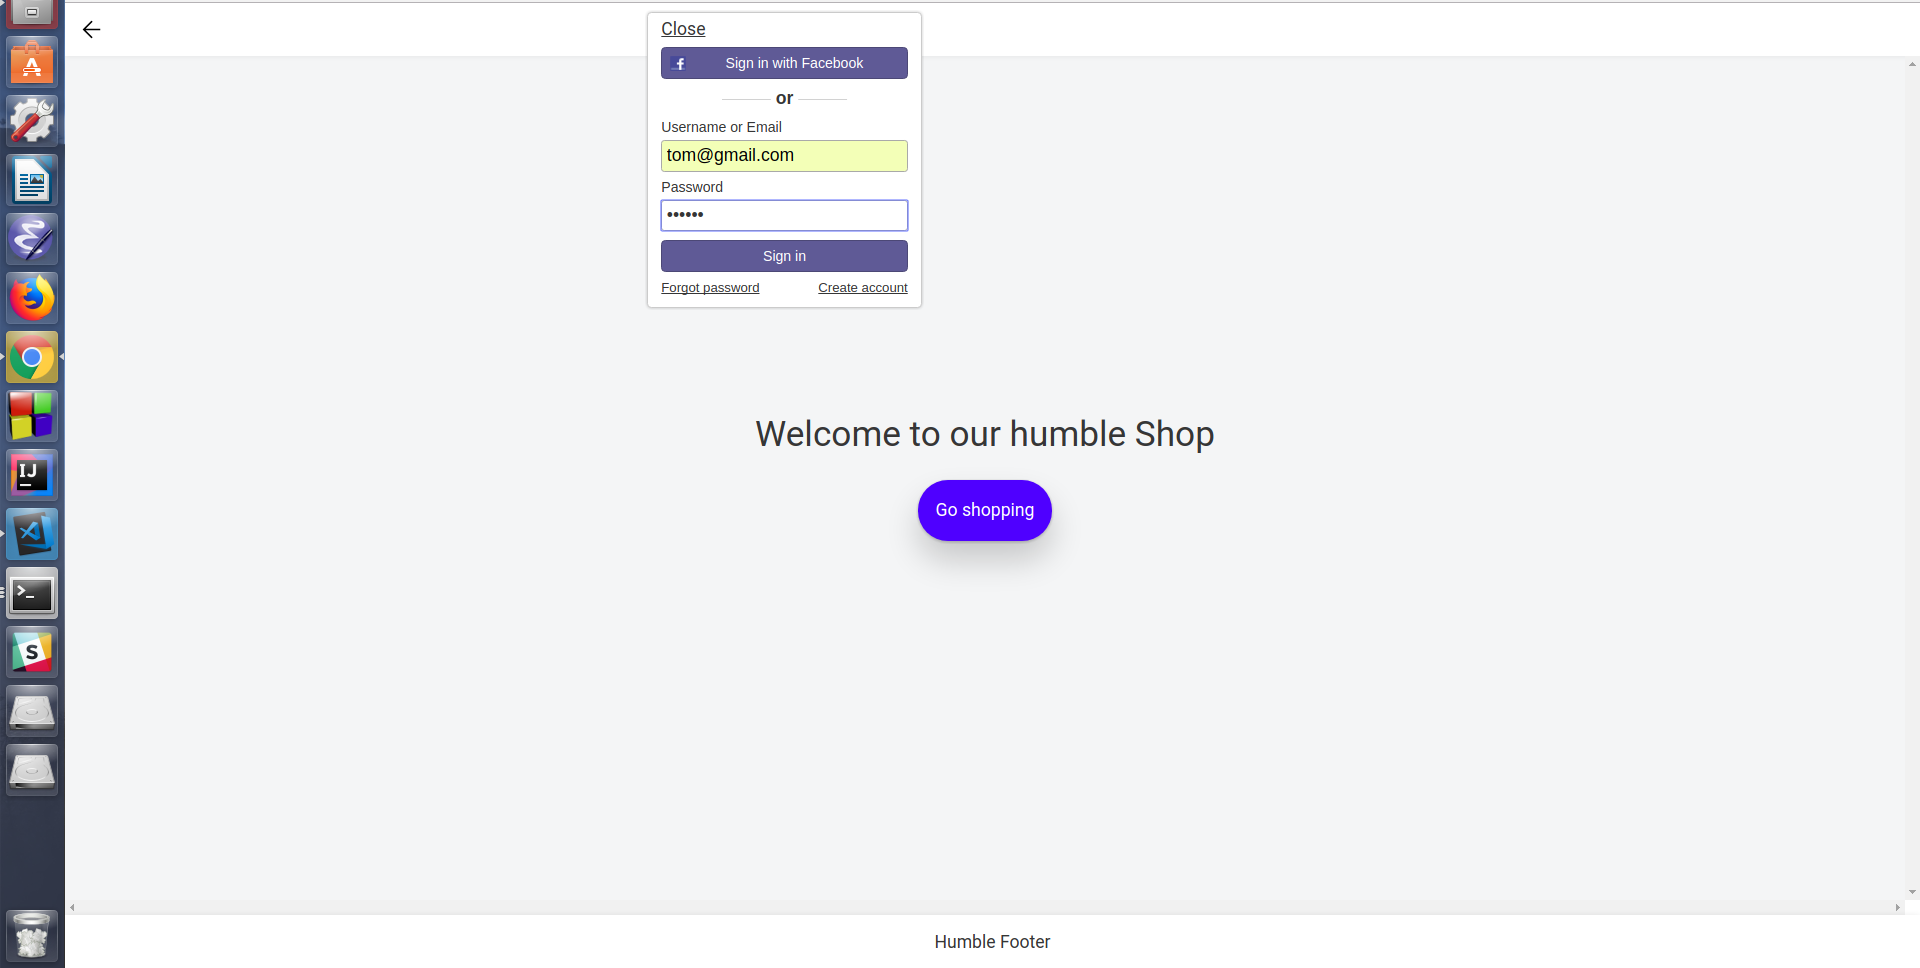 Close
Sign in with Facebook
or
Username or Email
tom@gmail.com
Password
••••••
Sign in
Forgot password Create account
Welcome to our humble Shop
Go shopping
Humble Footer
A
IJ
>_
S